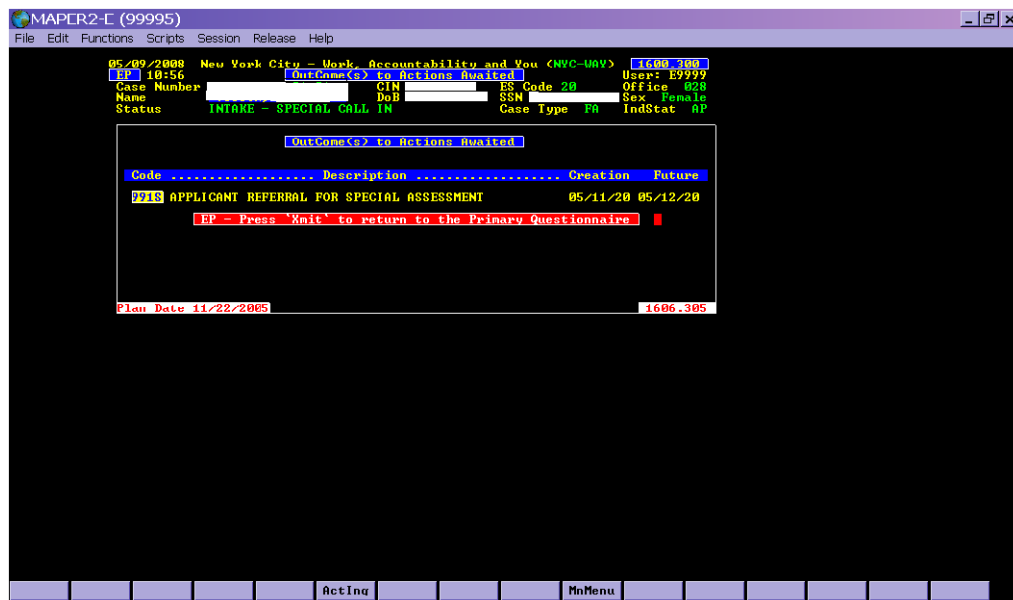 MAPER2-E (99995)
File Edit Functions Scripts Session Release Help
05/09/2008 New York City - Work, Accountability and You (NYC-WAY) 1600.300
EP 10:56 OutCome(s) to Actions Awaited User: E9999
Case Number CIN ES Code 20 Office 028
Name DoB SSN Sex Female
Status INTAKE - SPECIAL CALL IN Case Type FA IndStat AP
OutCome(s) to Actions Awaited
Code ................... Description ................... Creation Future
991S APPLICANT REFERRAL FOR SPECIAL ASSESSMENT 05/11/20 05/12/20
EP - Press `Xmit` to return to the Primary Questionnaire
Plan Date 11/22/2005 1606.305
ActInq MnMenu